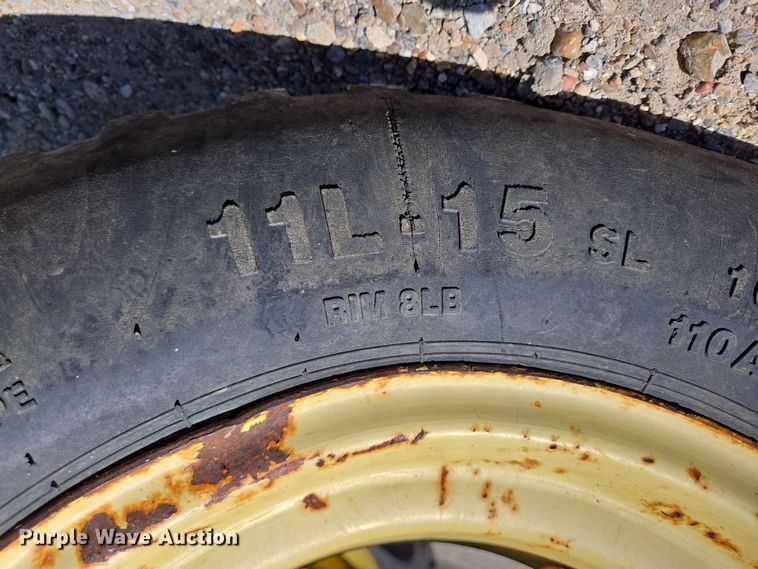 11L-15 SL
RIM 8LB
110A
Purple Wave Auction